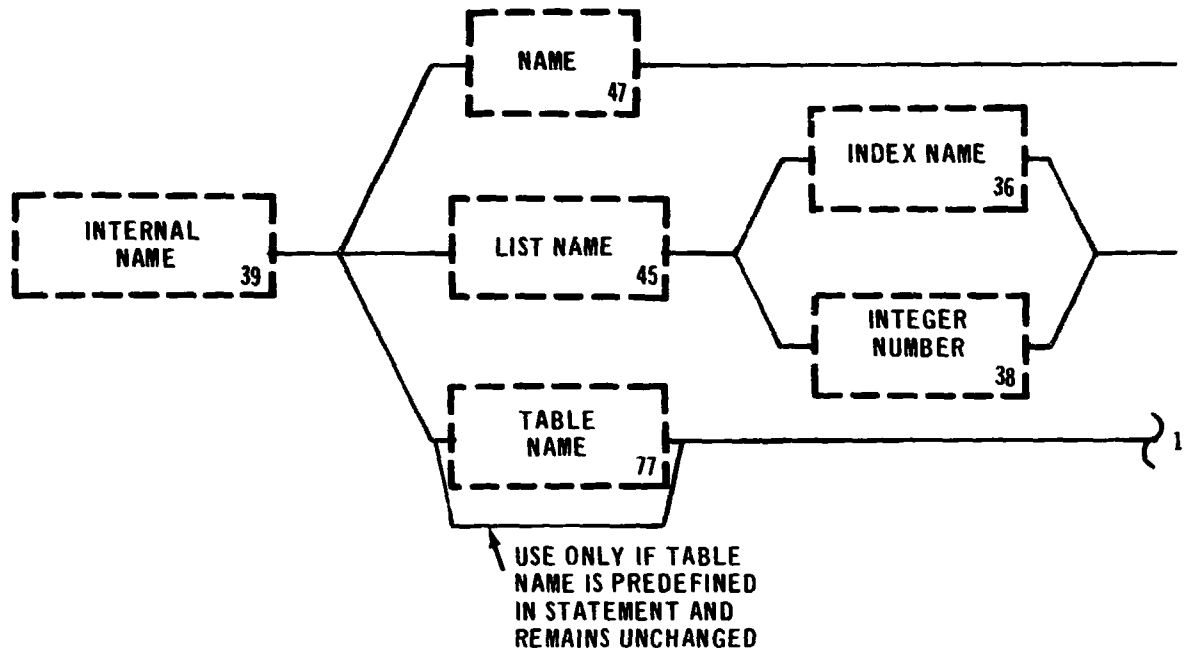 NAME
47
INDEX NAME
36
INTERNAL
NAME
39
LIST NAME
45
INTEGER
NUMBER
38
TABLE
NAME
77
1
USE ONLY IF TABLE
NAME IS PREDEFINED
IN STATEMENT AND
REMAINS UNCHANGED